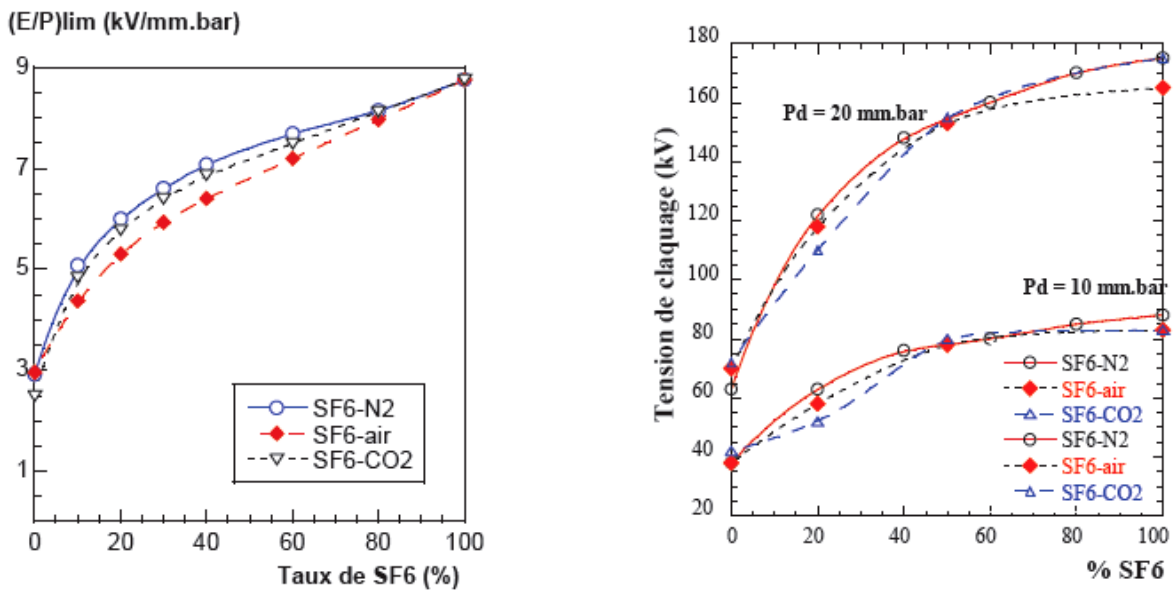 (E/P)lim (kV/mm.bar)
9
7
5
3
1
0 20 40 60 80 100
Taux de SF6 (%)
SF6-N2
SF6-air
SF6-CO2
Tension de claquage (kV)
180
160
140
120
100
80
60
40
20
0 20 40 60 80 100
% SF6
Pd = 20 mm.bar
Pd = 10 mm.bar
SF6-N2
SF6-air
SF6-CO2
SF6-N2
SF6-air
SF6-CO2